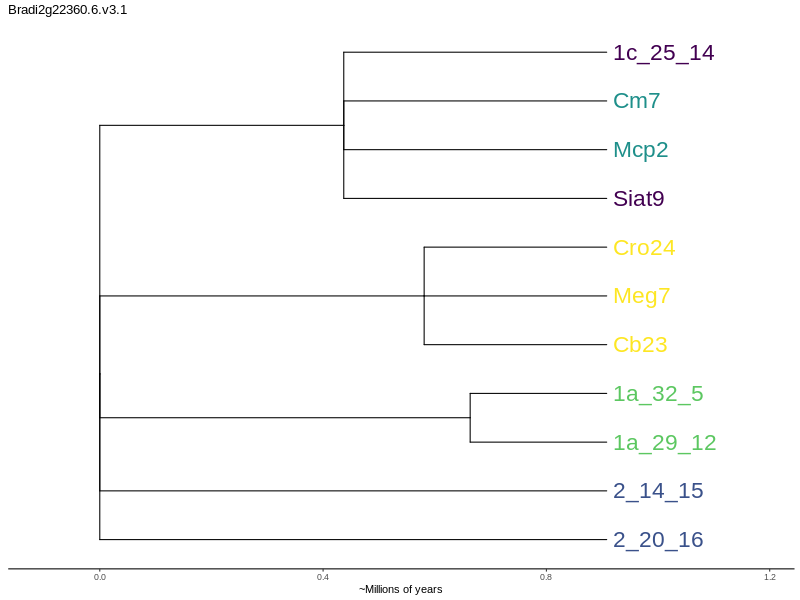 Bradi2g22360.6.v3.1
1c_25_14
Cm7
Mcp2
Siat9
Cro24
Meg7
Cb23
1a_32_5
1a_29_12
2_14_15
2_20_16
0.0 0.4 0.8 1.2
~Millions of years